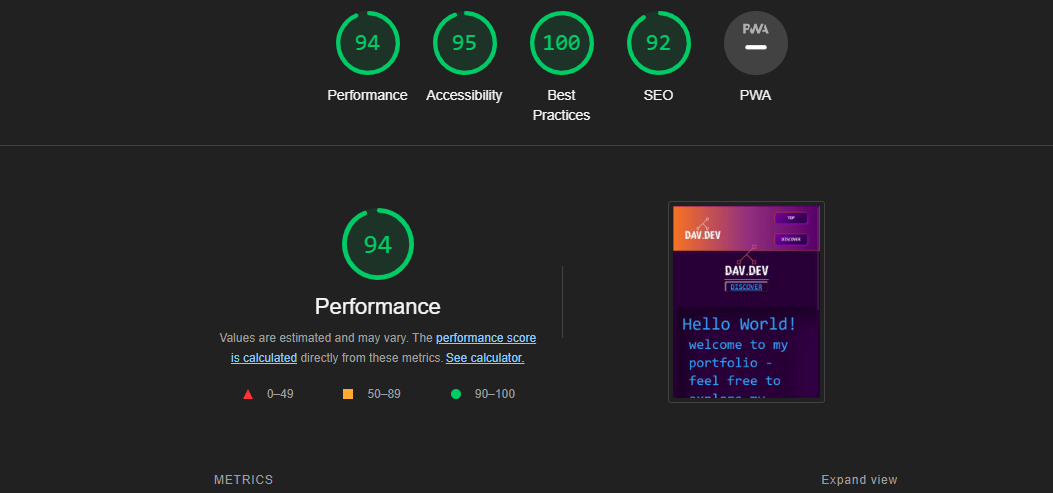 94
95
100
92
PWA
Performance
Accessibility
Best
Practices
SEO
PWA
94
Performance
Values are estimated and may vary. The performance score
is calculated directly from these metrics. See calculator.
0–49
50–89
90–100
DAV.DEV
TOP
DISCOVER
DAV.DEV
DISCOVER
Hello World!
welcome to my
portfolio -
feel free to
explore my
METRICS
Expand view